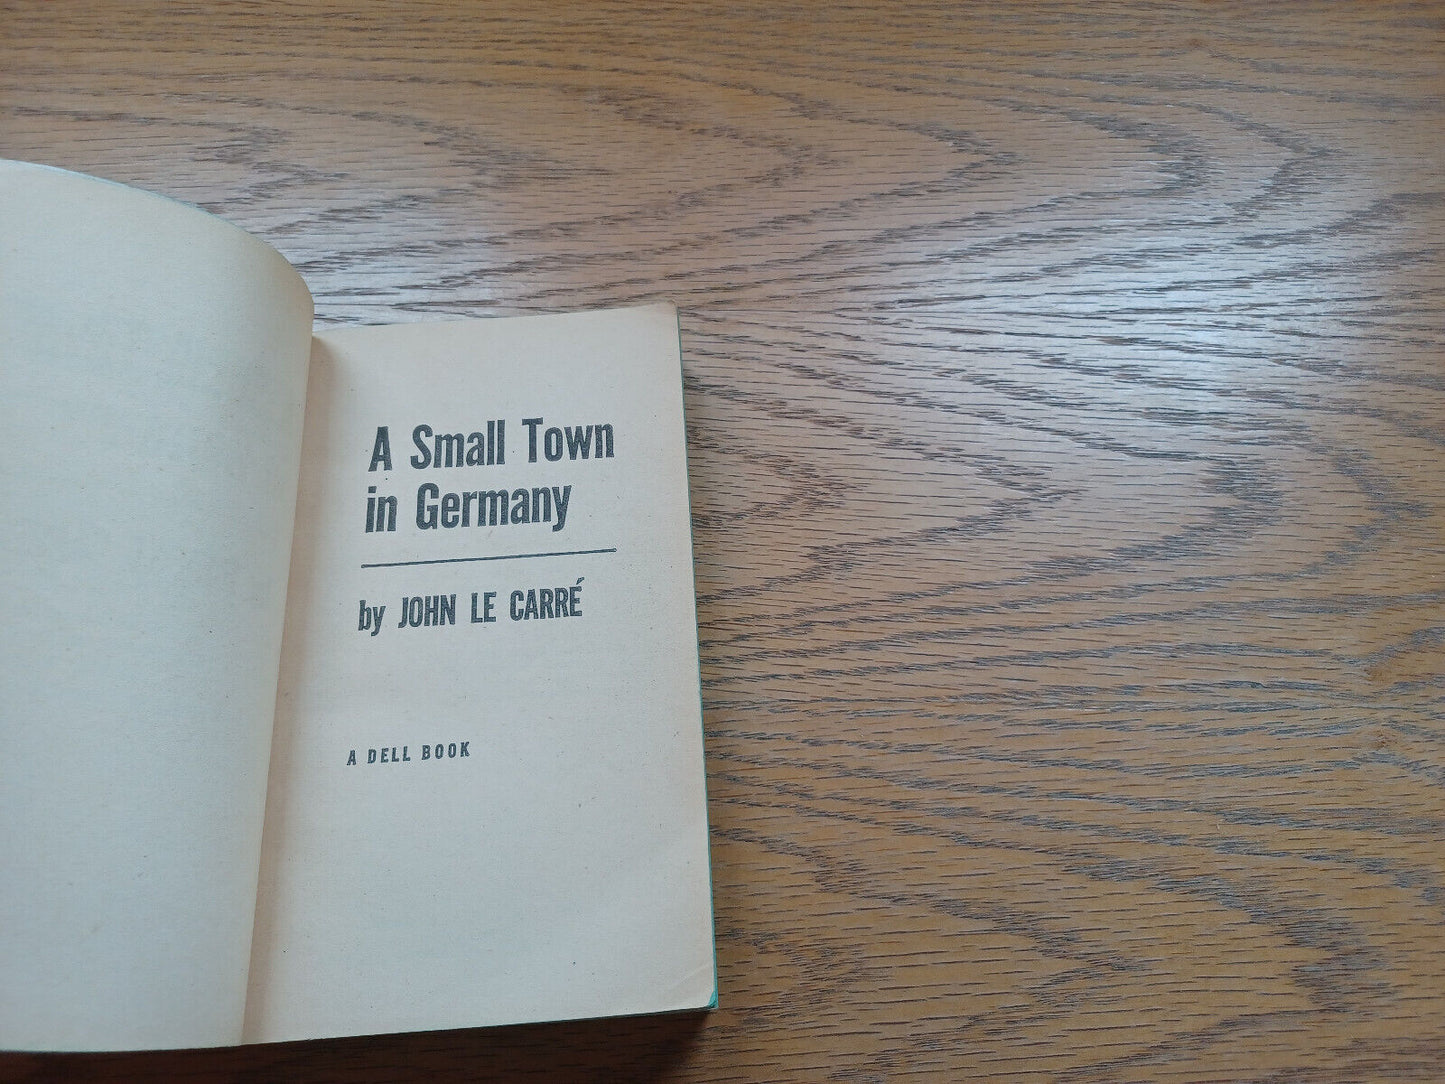 A Small Town
in Germany
by JOHN LE CARRÉ
A DELL BOOK